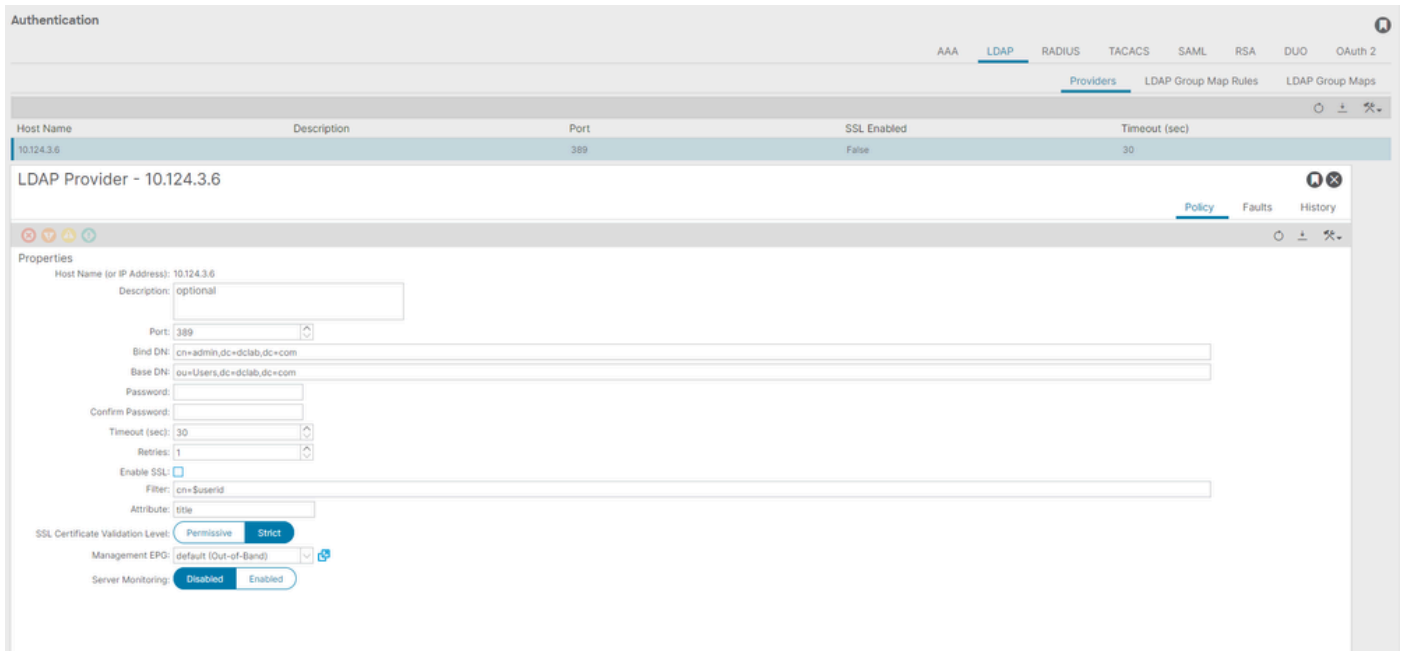 Authentication
AAA LDAP RADIUS TACACS SAML RSA DUO OAuth 2
Providers LDAP Group Map Rules LDAP Group Maps
Host Name Description Port SSL Enabled Timeout (sec)
10.124.3.6 389 False 30
LDAP Provider - 10.124.3.6
Policy Faults History
Properties
Host Name (or IP Address): 10.124.3.6
Description: optional
Port: 389
Bind DN: cn=admin,dc=dclab,dc=com
Base DN: ou=Users,dc=dclab,dc=com
Password:
Confirm Password:
Timeout (sec): 30
Retries: 1
Enable SSL:
Filter: cn=$userid
Attribute: title
SSL Certificate Validation Level: Permissive Strict
Management EPG: default (Out-of-Band)
Server Monitoring: Disabled Enabled